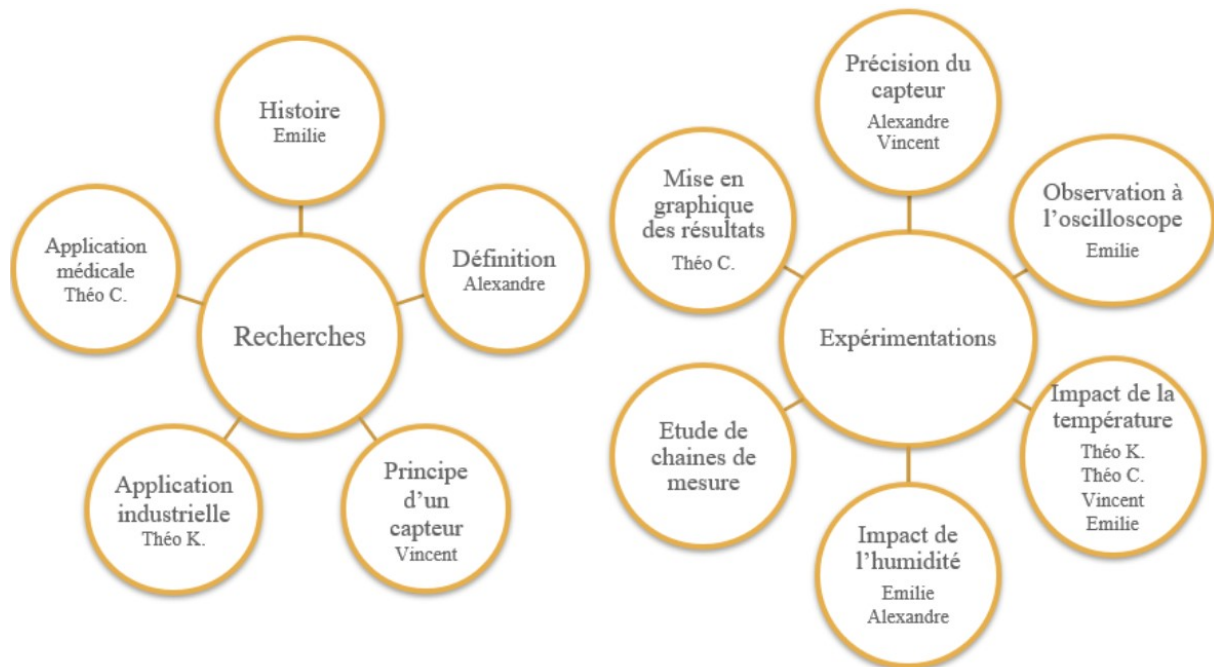 Histoire
Emilie
Définition
Alexandre
Principe
d'un
capteur
Vincent
Application
industrielle
Théo K.
Application
médicale
Théo C.
Recherches
Précision du
capteur
Alexandre
Vincent
Observation à
l'oscilloscope
Emilie
Impact de la
température
Théo K.
Théo C.
Vincent
Emilie
Impact de
l'humidité
Emilie
Alexandre
Etude de
chaines de
mesure
Mise en
graphique
des résultats
Théo C.
Expérimentations